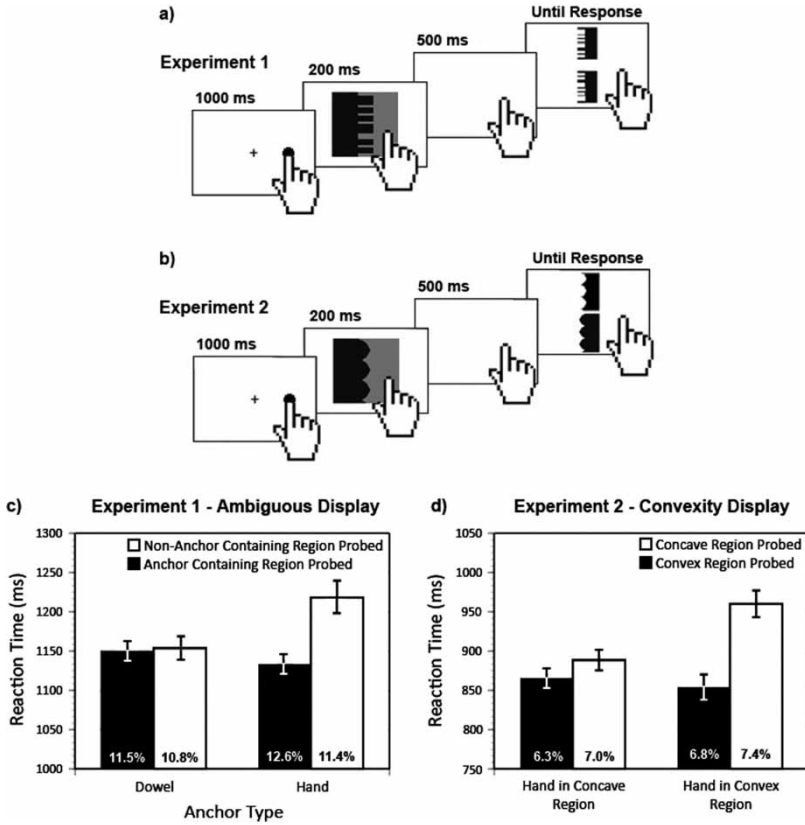 a)
Until Response
500 ms
Experiment 1
200 ms
1000 ms
b)
Until Response
500 ms
Experiment 2
200 ms
1000 ms
c) Experiment 1 - Ambiguous Display
1300
Non-Anchor Containing Region Probed
Anchor Containing Region Probed
1250
1200
1150
1100
1050
1000
Reaction Time (ms)
11.5% 10.8% 12.6% 11.4%
Dowel Hand
Anchor Type
d) Experiment 2 - Convexity Display
1050
Concave Region Probed
Convex Region Probed
1000
950
900
850
800
750
Reaction Time (ms)
6.3% 7.0% 6.8% 7.4%
Hand in Concave Hand in Convex
Region Region